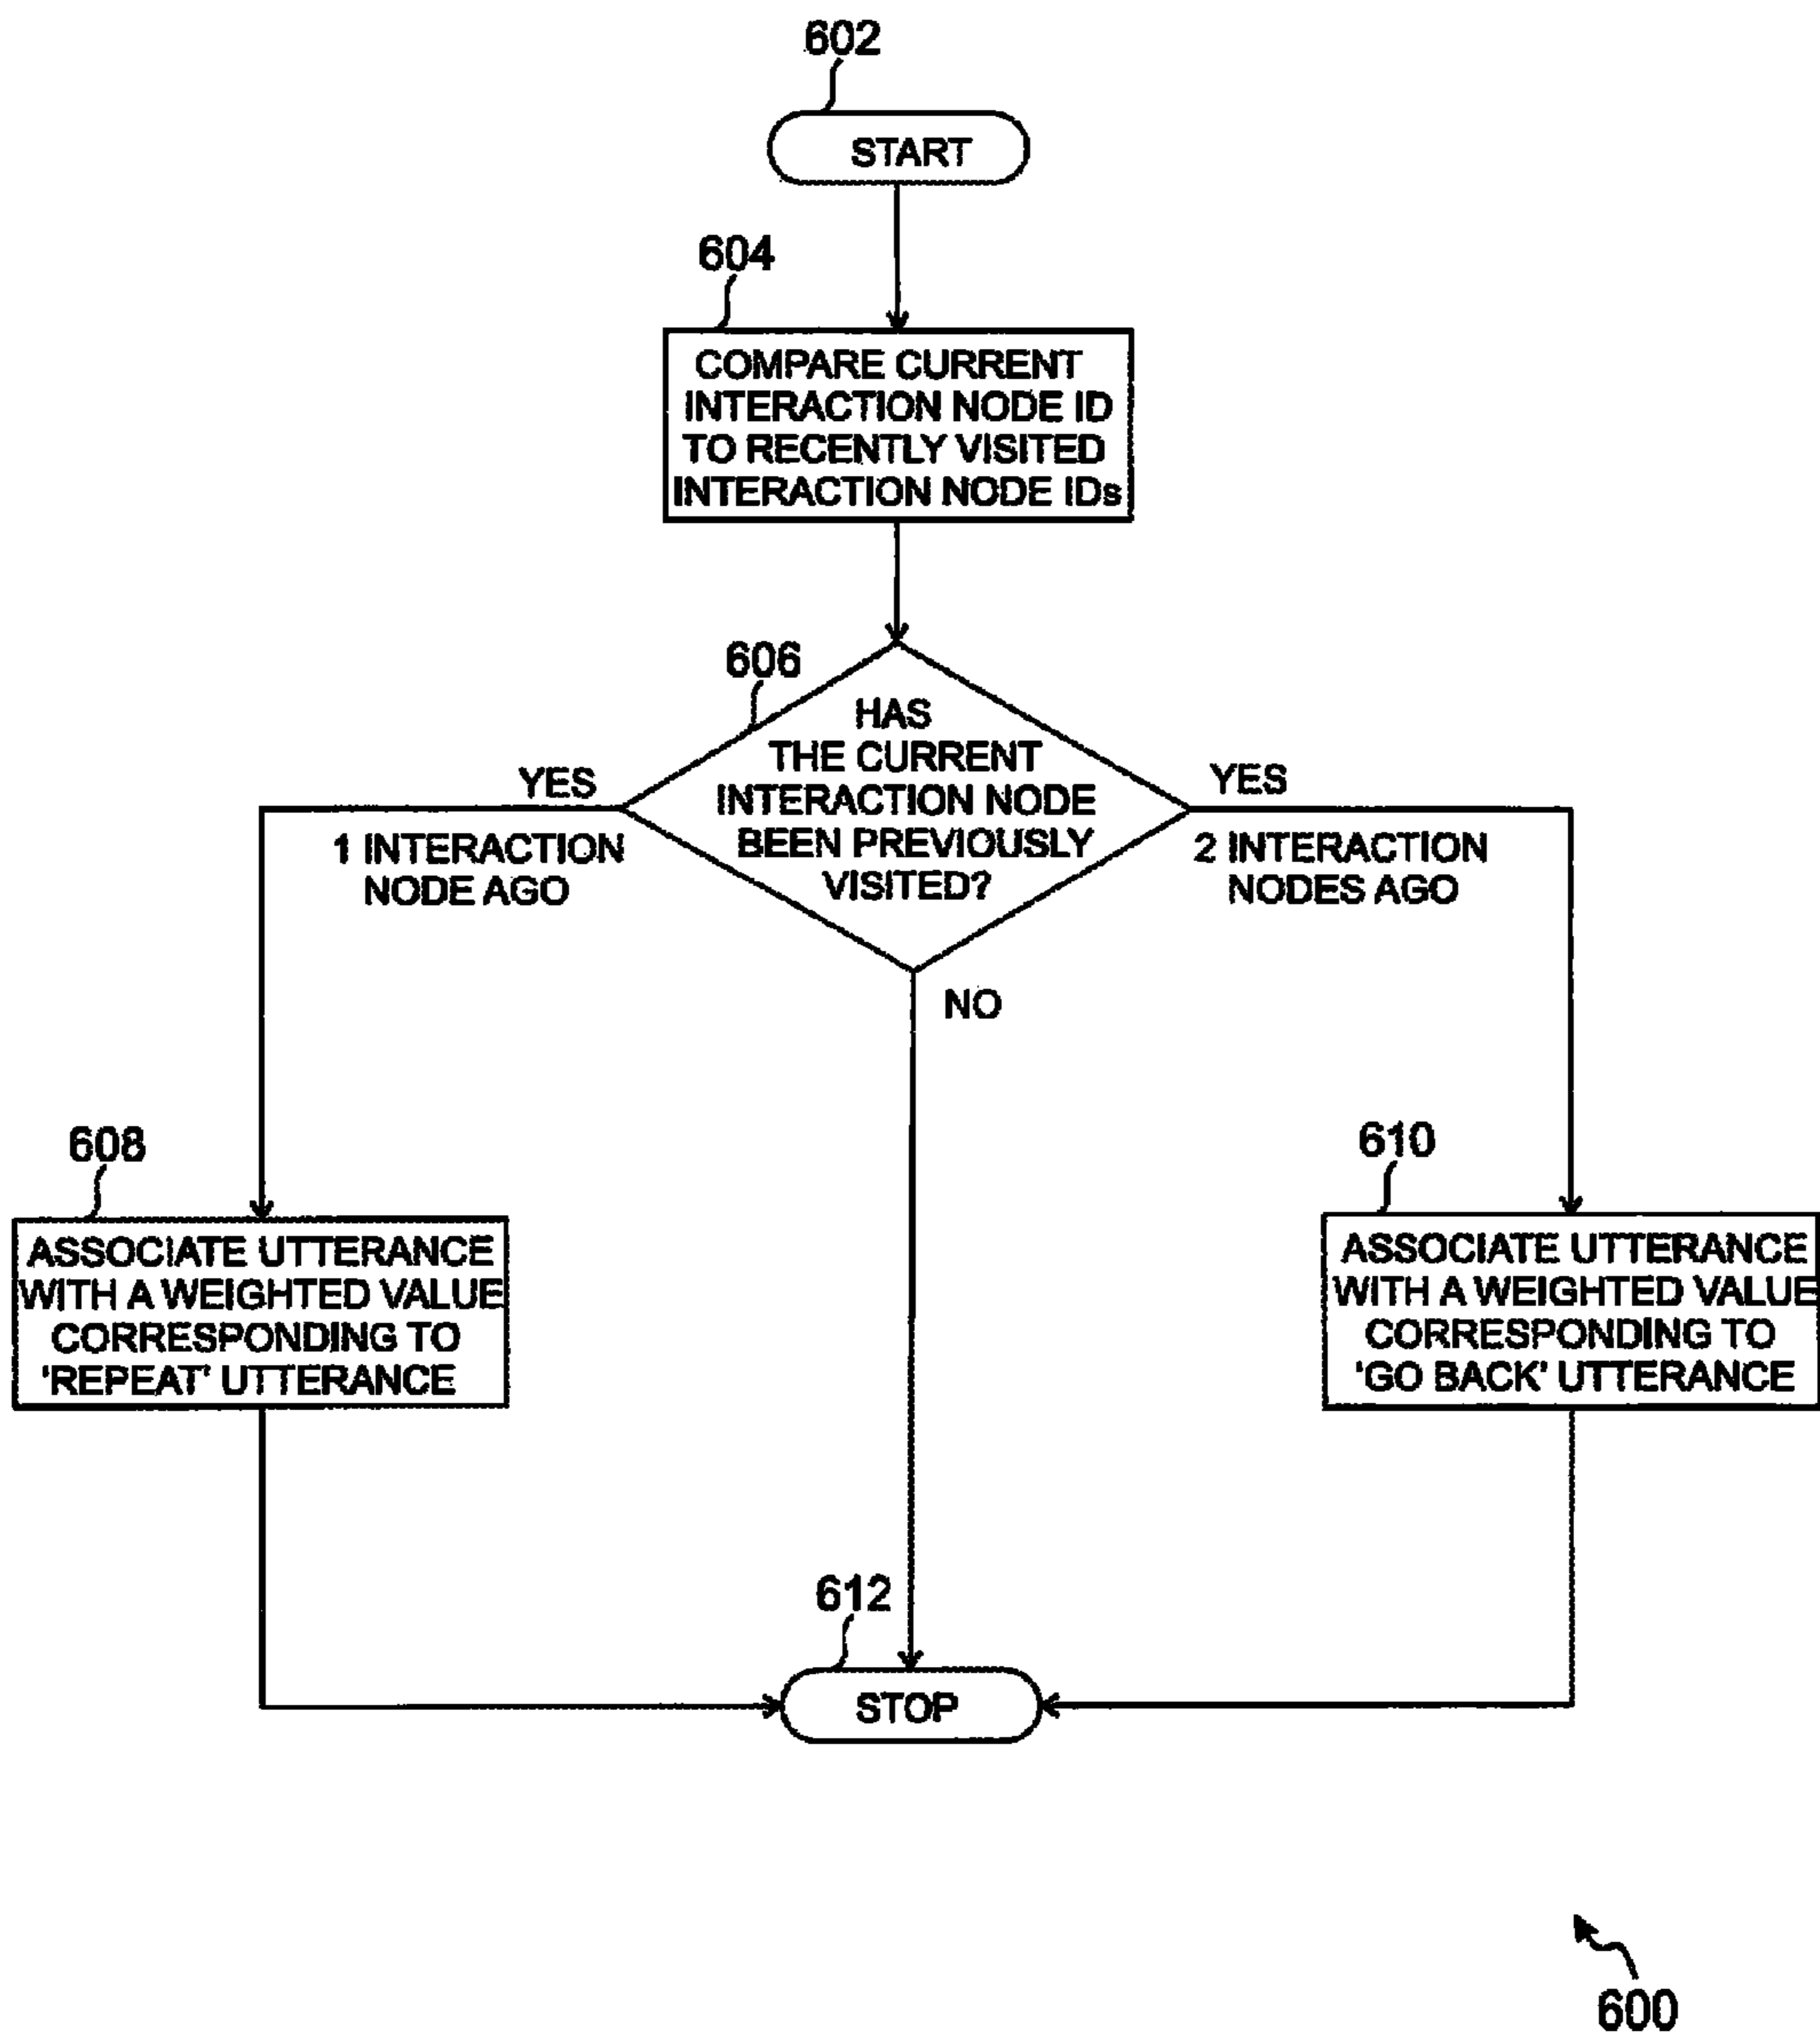 602
START
604
COMPARE CURRENT
INTERACTION NODE ID
TO RECENTLY VISITED
INTERACTION NODE IDs
606
HAS
THE CURRENT
INTERACTION NODE
BEEN PREVIOUSLY
VISITED?
YES
1 INTERACTION
NODE AGO
YES
2 INTERACTION
NODES AGO
NO
608
ASSOCIATE UTTERANCE
WITH A WEIGHTED VALUE
CORRESPONDING TO
'REPEAT' UTTERANCE
610
ASSOCIATE UTTERANCE
WITH A WEIGHTED VALUE
CORRESPONDING TO
'GO BACK' UTTERANCE
612
STOP
600